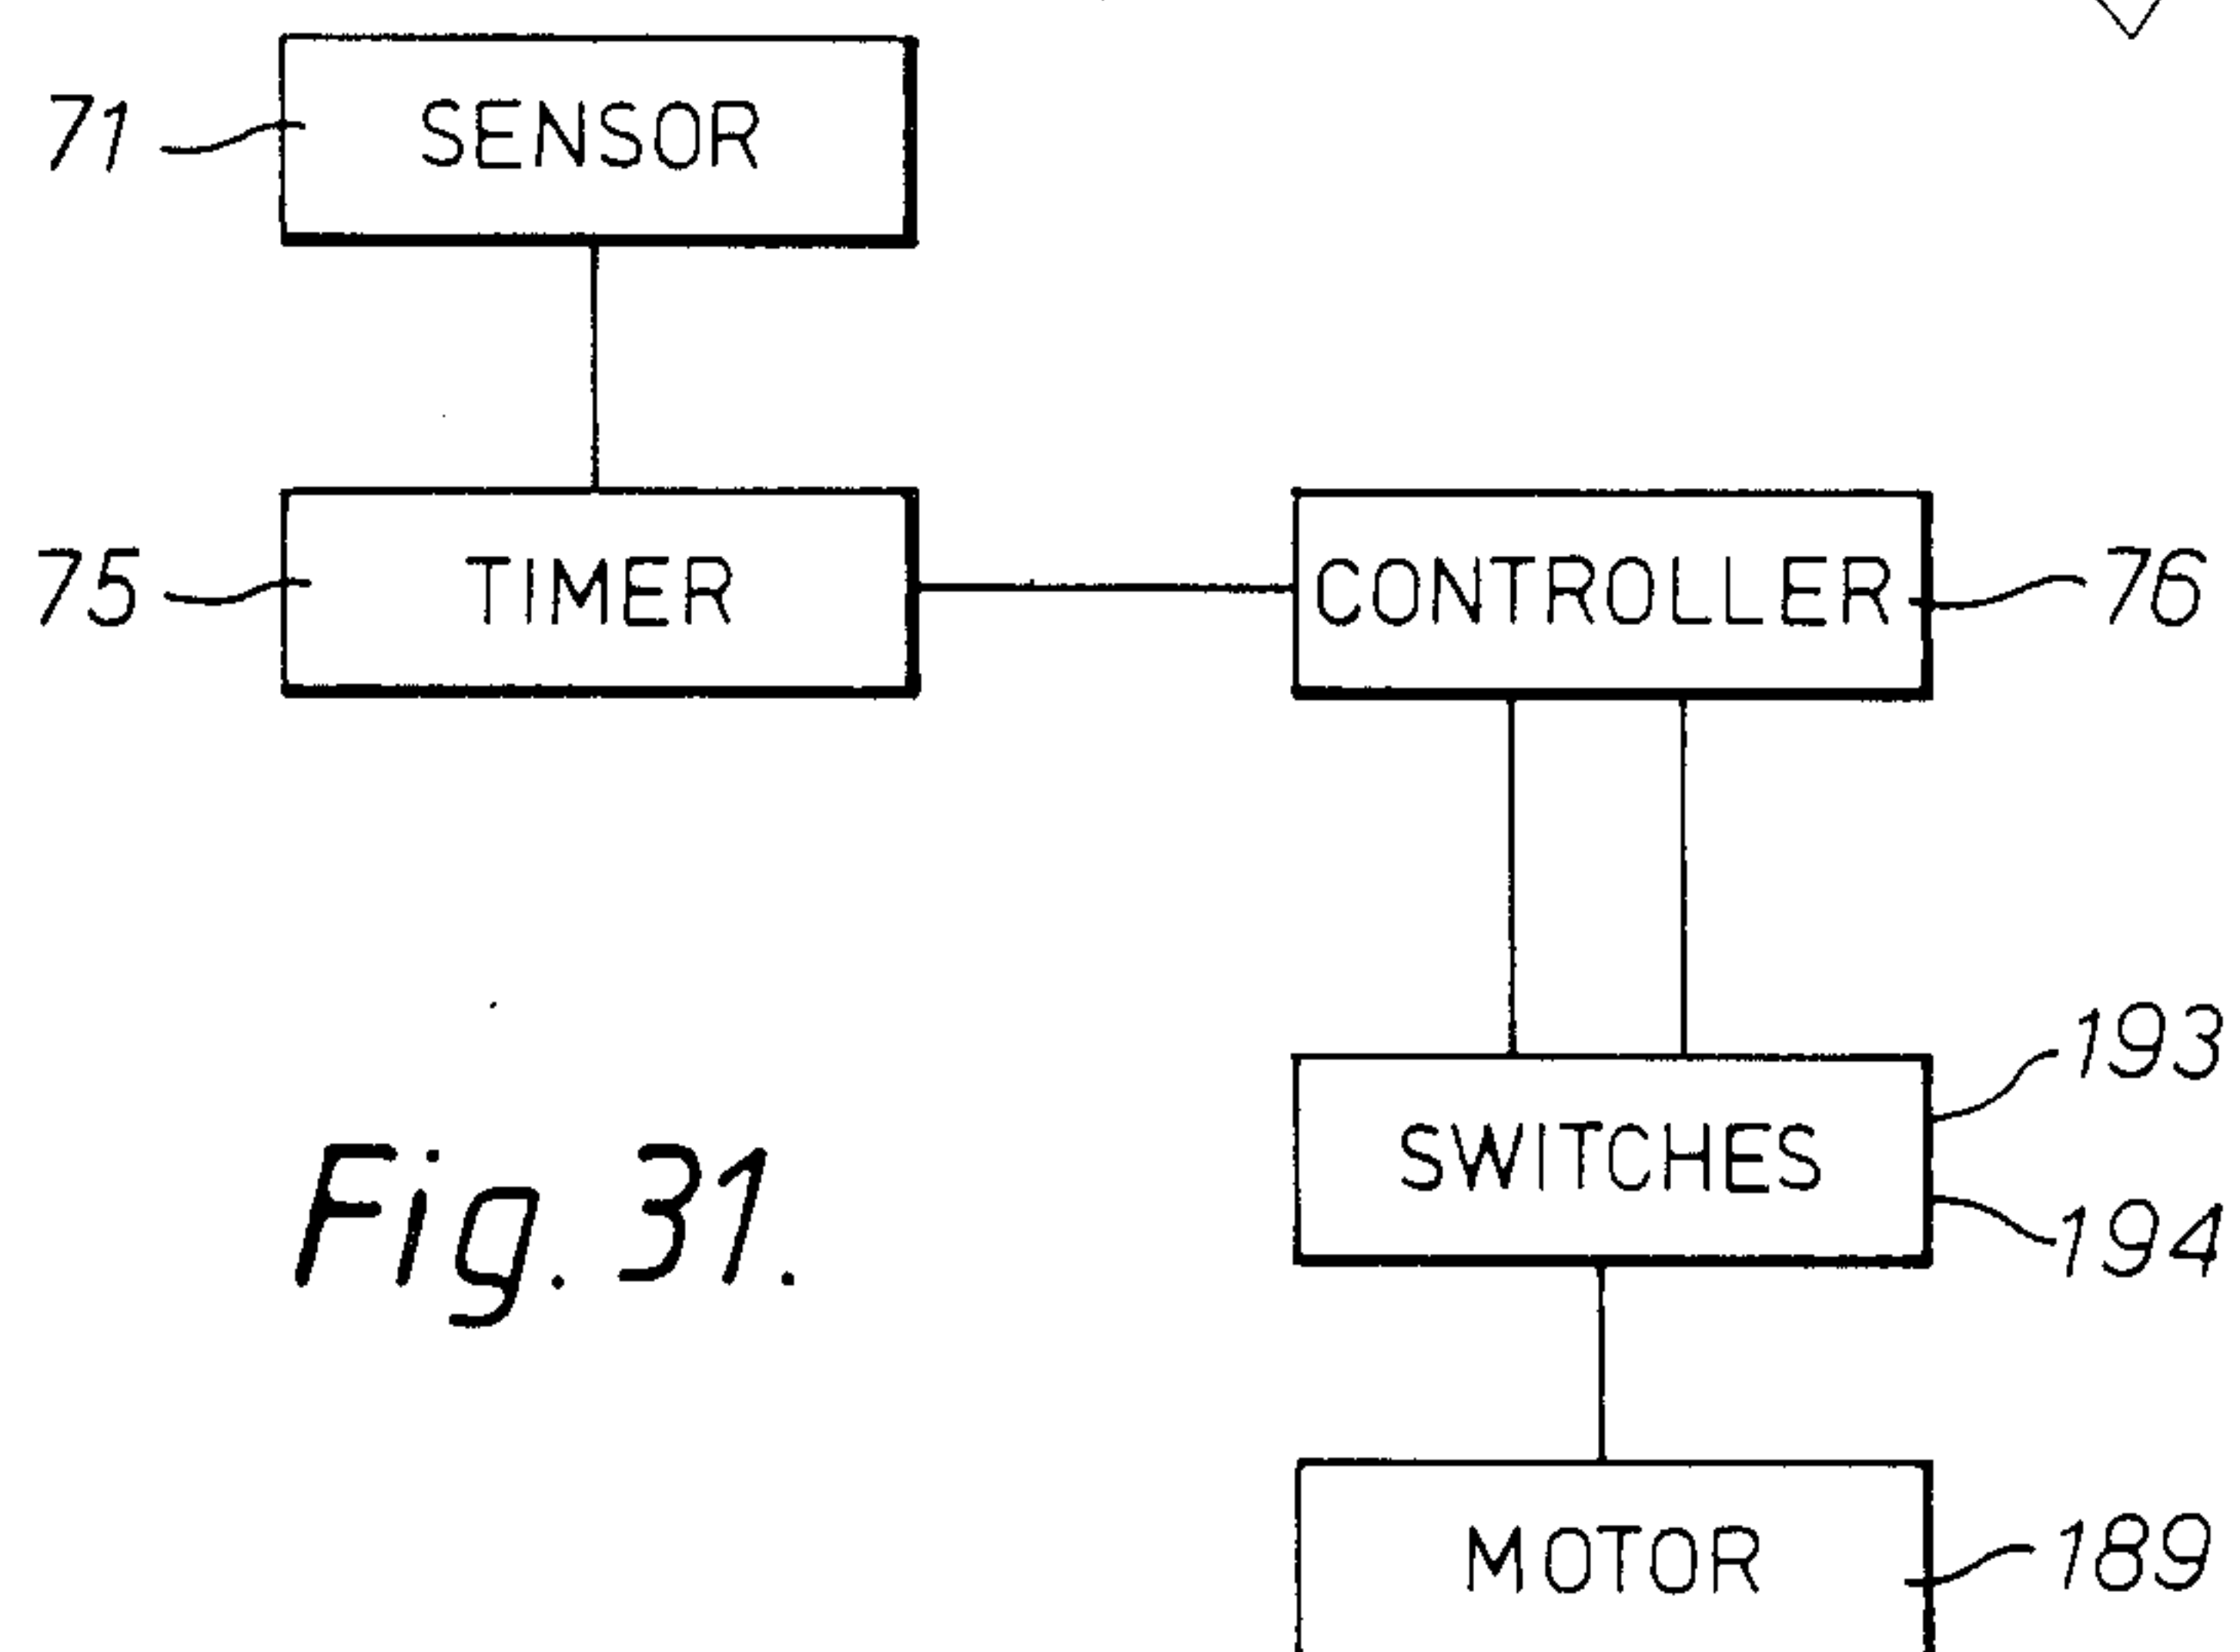 71 SENSOR
75 TIMER
CONTROLLER 76
193
SWITCHES
194
Fig. 31.
MOTOR 189